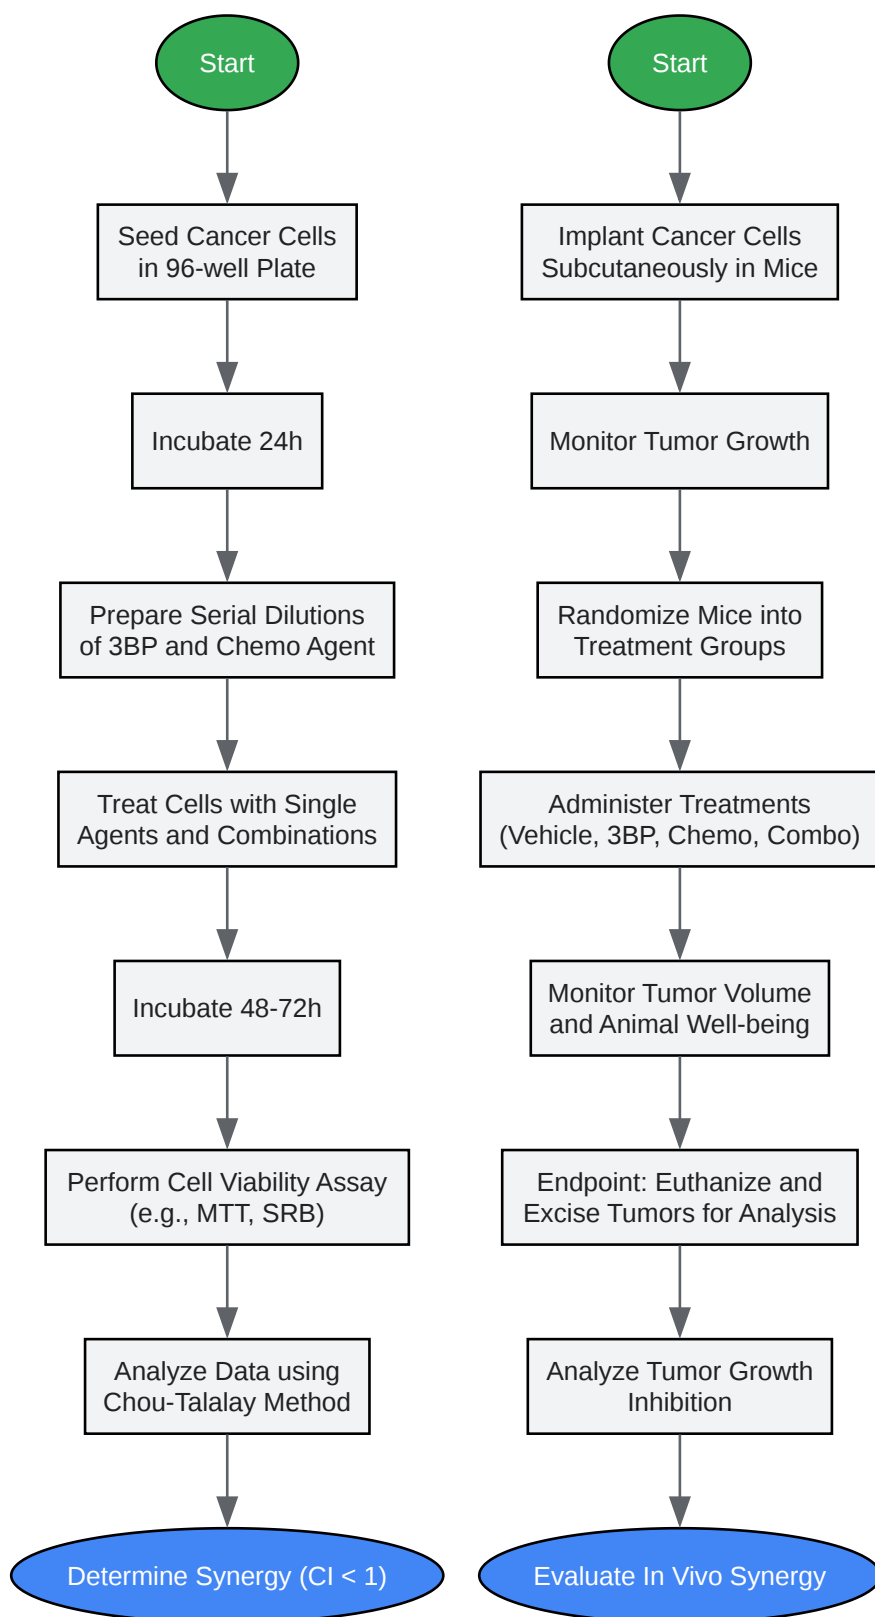 Start
Seed Cancer Cells
in 96-well Plate
Incubate 24h
Prepare Serial Dilutions
of 3BP and Chemo Agent
Treat Cells with Single
Agents and Combinations
Incubate 48-72h
Perform Cell Viability Assay
(e.g., MTT, SRB)
Analyze Data using
Chou-Talalay Method
Determine Synergy (CI < 1)
Start
Implant Cancer Cells
Subcutaneously in Mice
Monitor Tumor Growth
Randomize Mice into
Treatment Groups
Administer Treatments
(Vehicle, 3BP, Chemo, Combo)
Monitor Tumor Volume
and Animal Well-being
Endpoint: Euthanize and
Excise Tumors for Analysis
Analyze Tumor Growth
Inhibition
Evaluate In Vivo Synergy